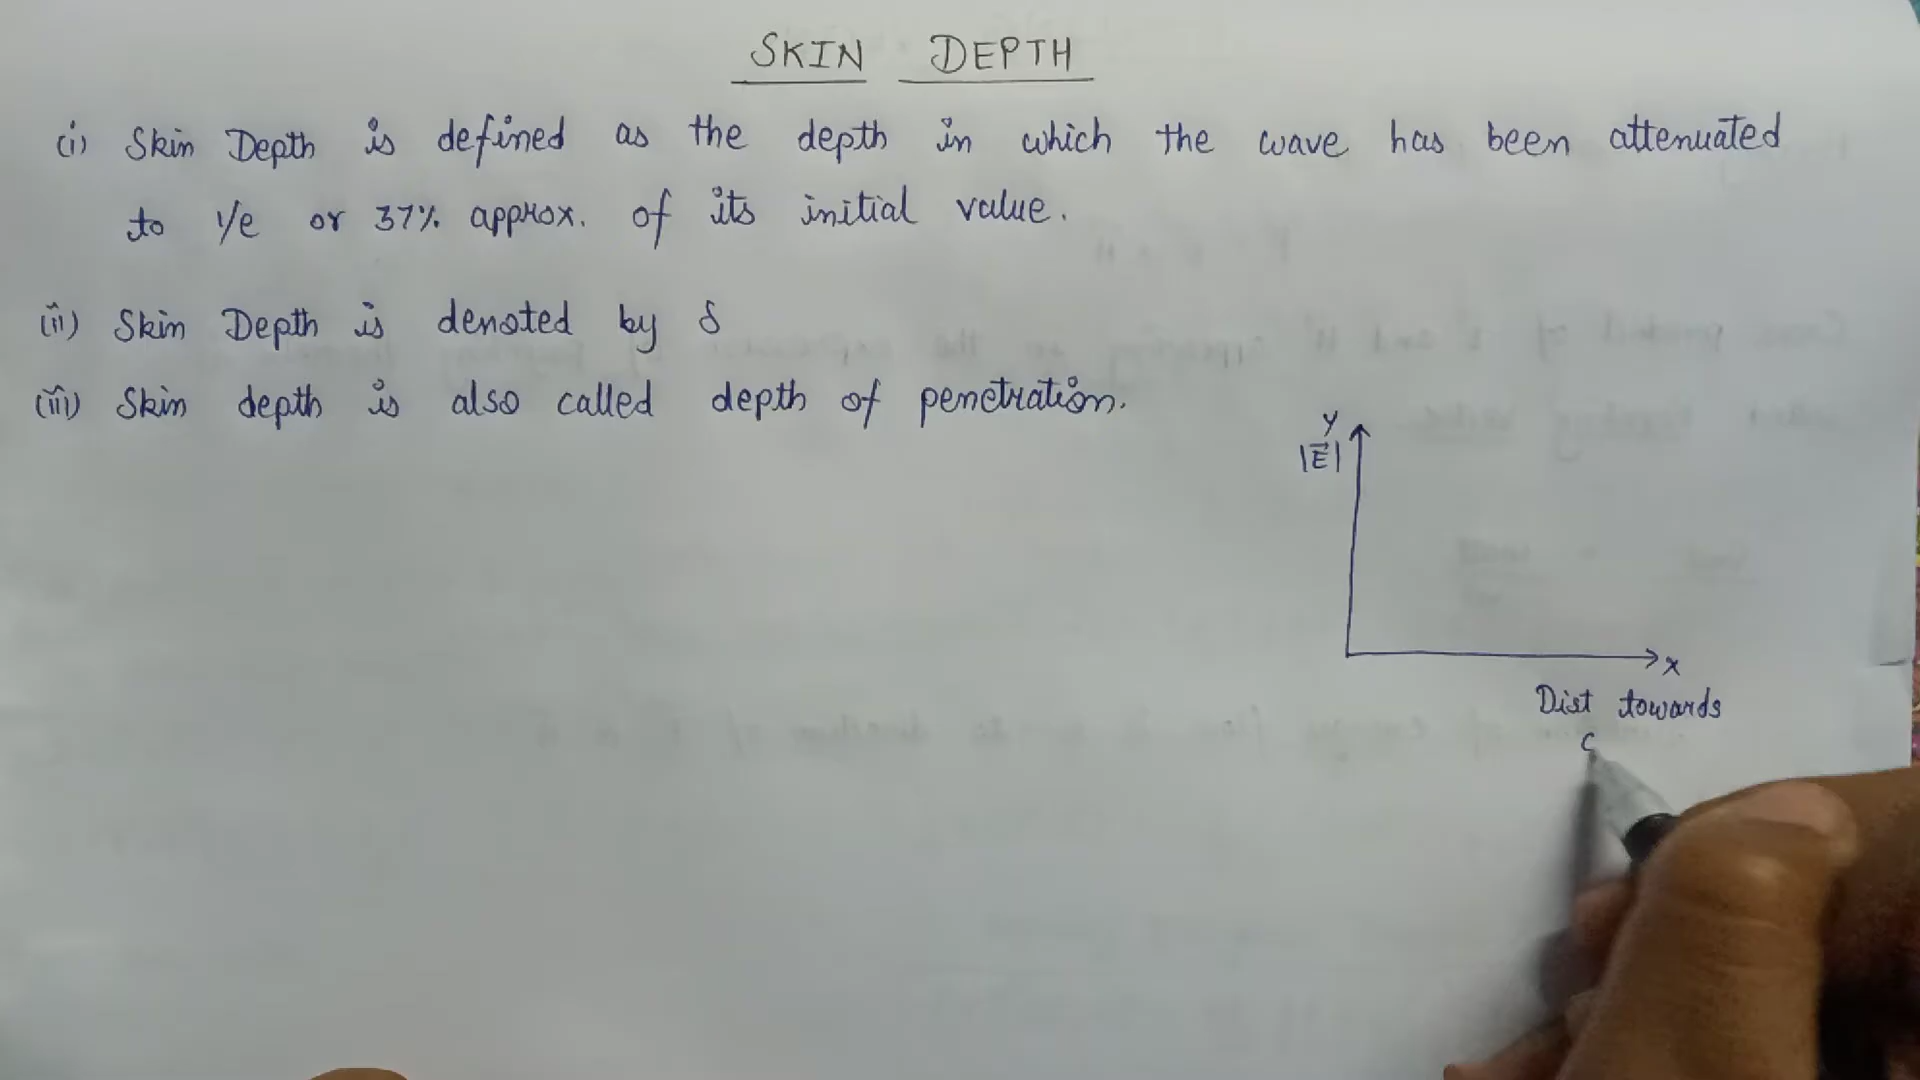 SKIN DEPTH
(i) Skin Depth is defined as the depth in which the wave has been attenuated
to 1/e or 37% approx. of its initial value.
(ii) Skin Depth is denoted by δ
(iii) Skin depth is also called depth of penetration.
Y
|E⃗|
X
Dist towards
C